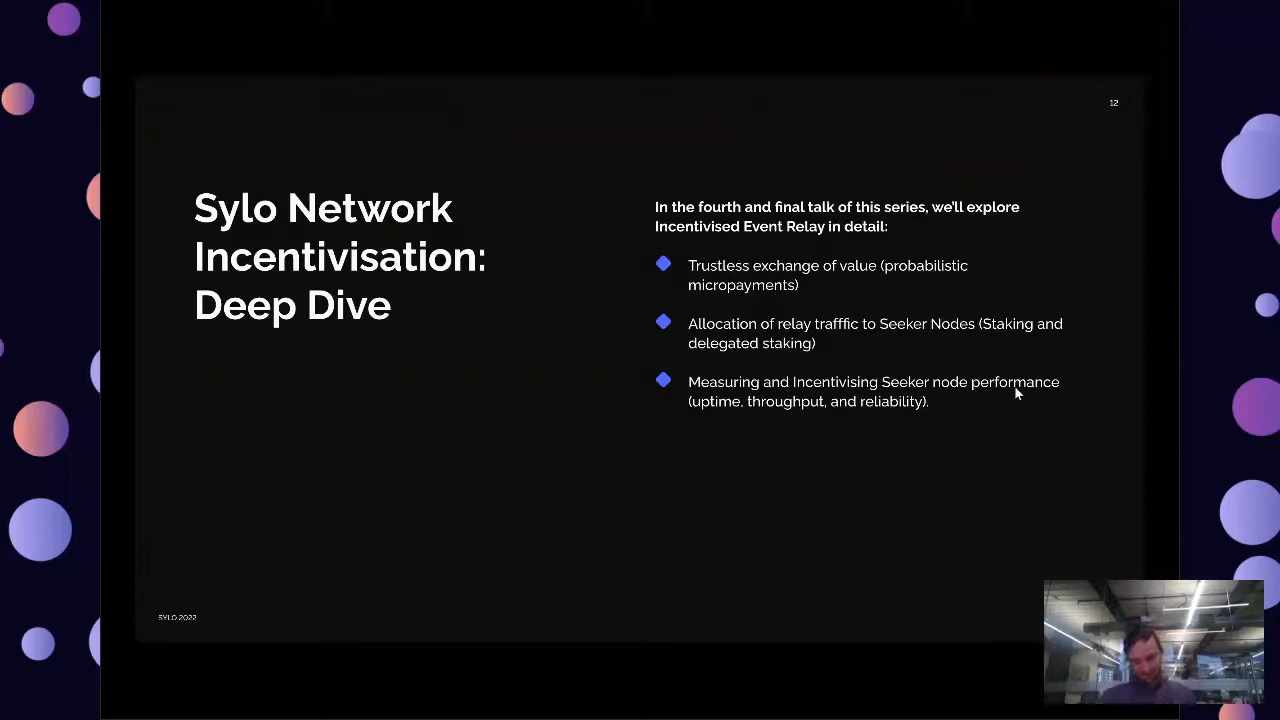 12
Sylo Network
Incentivisation:
Deep Dive
In the fourth and final talk of this series, we'll explore
Incentivised Event Relay in detail:
Trustless exchange of value (probabilistic
micropayments)
Allocation of relay trafffic to Seeker Nodes (Staking and
delegated staking)
Measuring and Incentivising Seeker node performance
(uptime, throughput, and reliability).
SYLO 2022